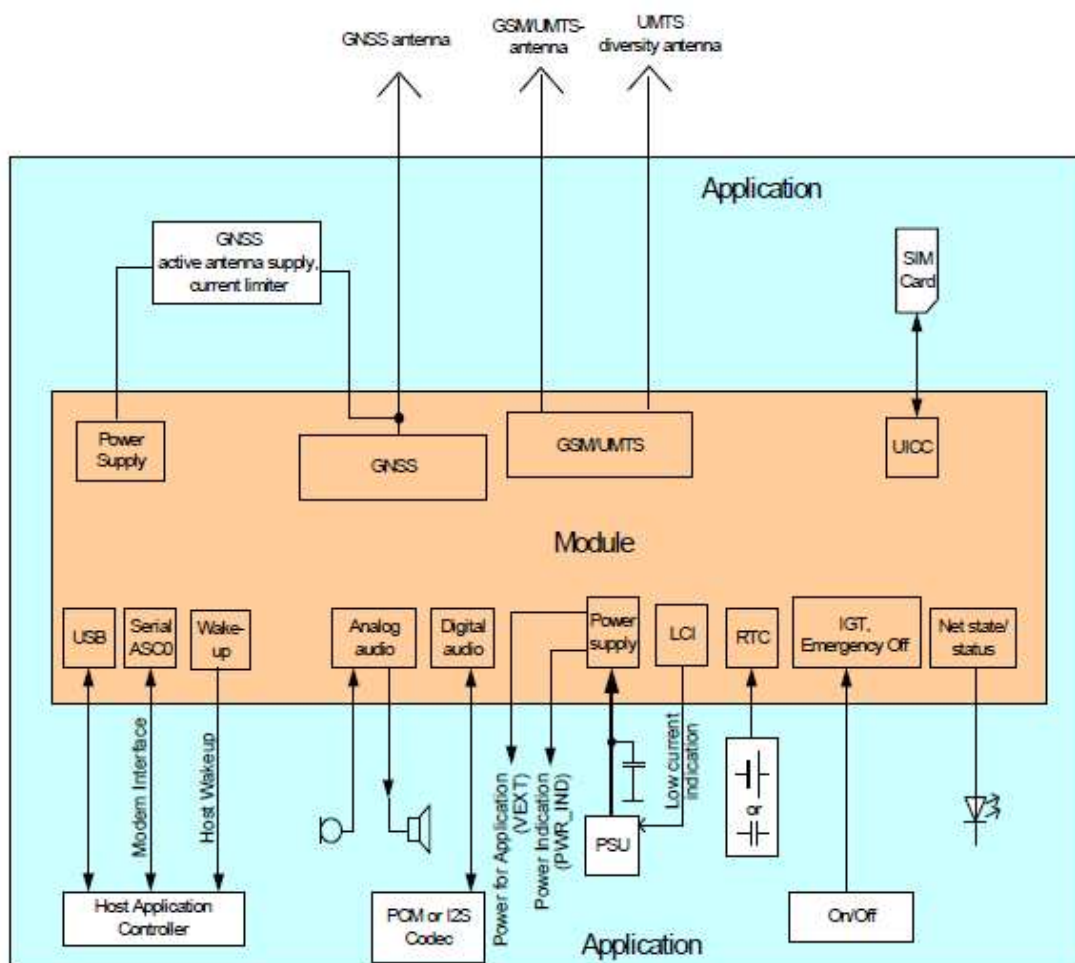 GNSS antenna
GSM/UMTS-
antenna
UMTS
diversity antenna
Application
GNSS
active antenna supply,
current limiter
SIM
Card
Power
Supply
GNSS
GSM/UMTS
UICC
Module
USB
Serial
ASC0
Wake-
up
Analog
audio
Digital
audio
Power
supply
LCI
RTC
IGT,
Emergency Off
Net state/
status
Modem Interface
Host Wakeup
Power for Application
(VEXT)
Power Indication
(PWR_IND)
Low current
indication
or
PSU
Host Application
Controller
PCM or I2S
Codec
On/Off
Application